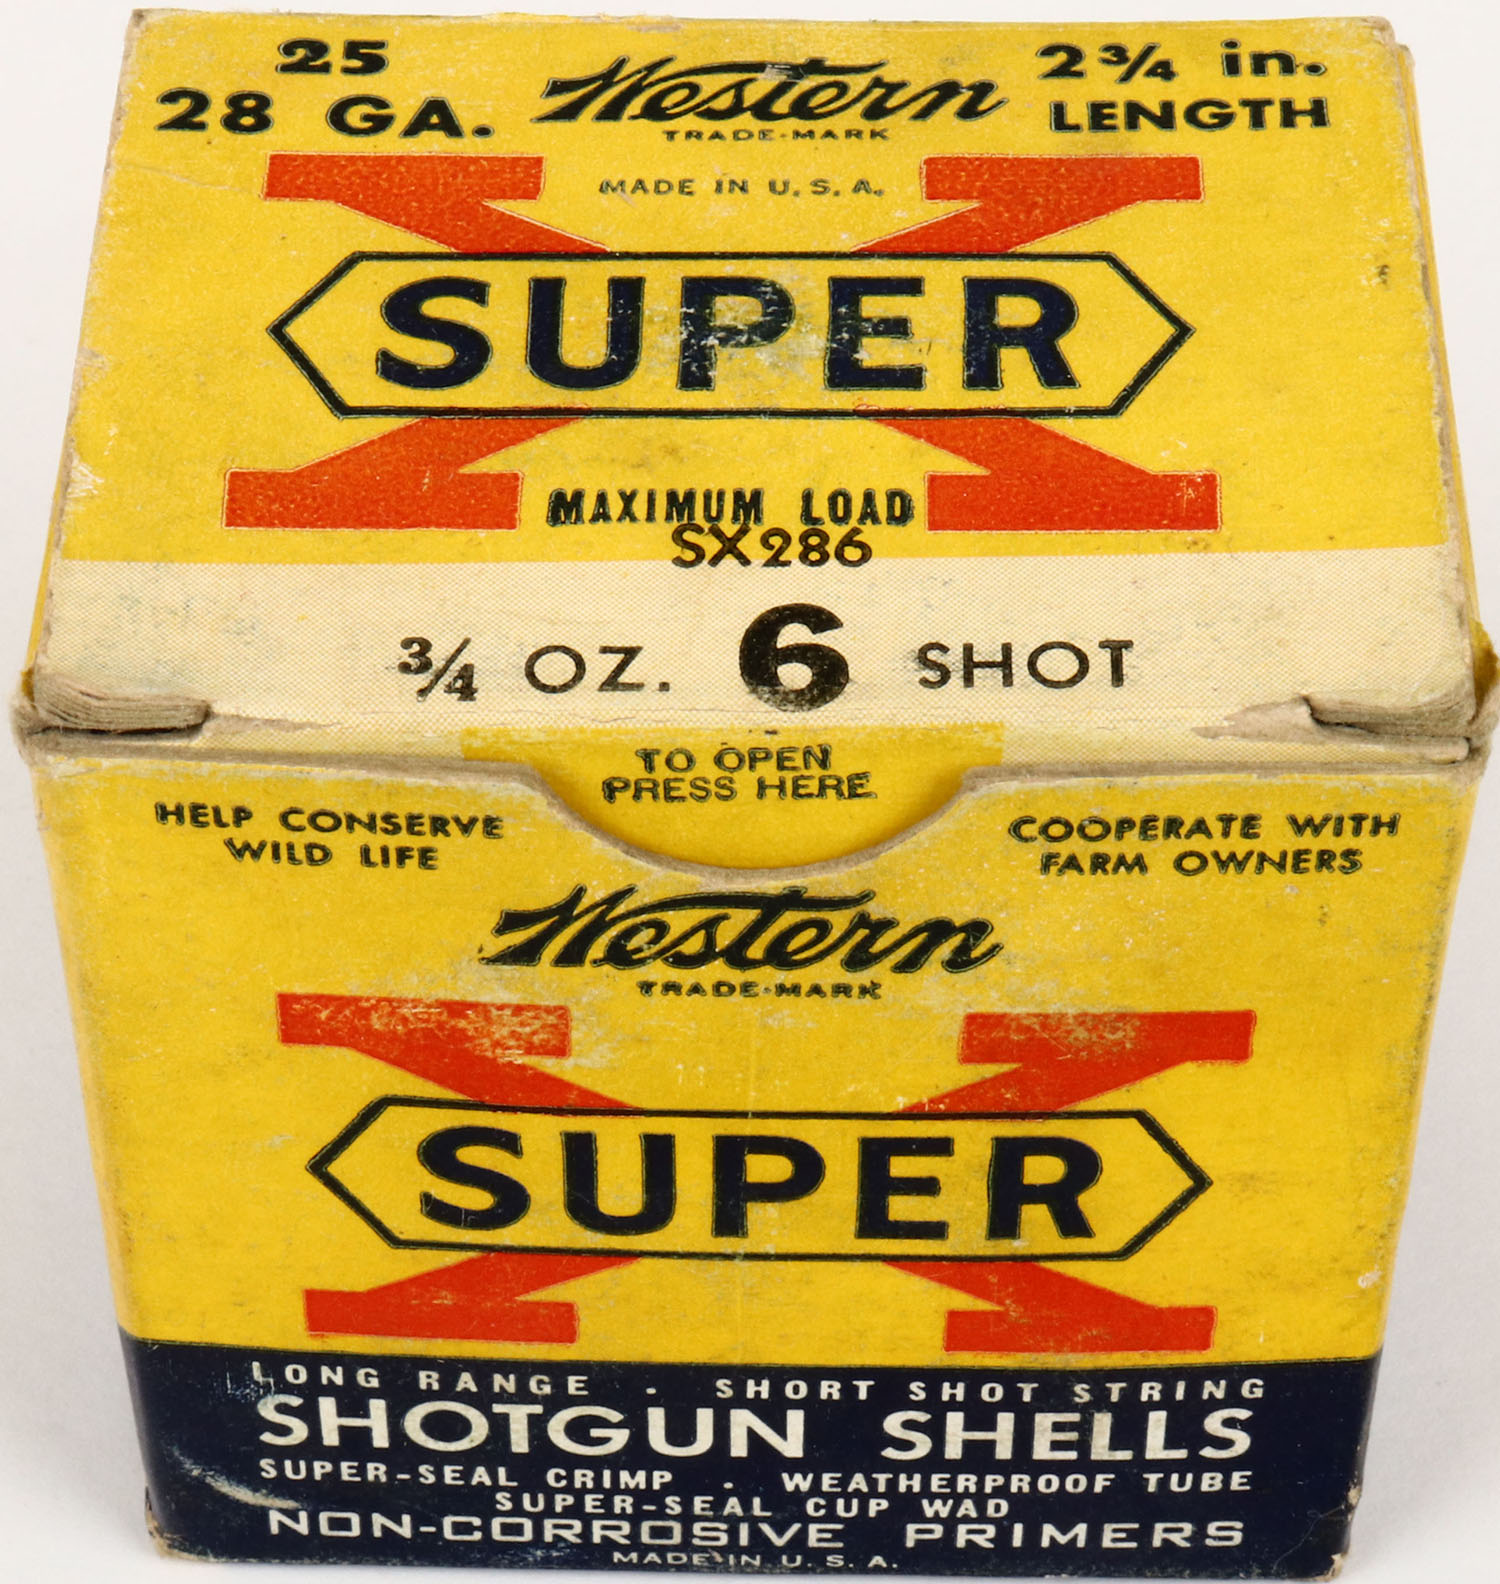 25
28 GA.
Western
TRADE-MARK
2 3/4 in.
LENGTH
MADE IN U. S. A.
X
SUPER
MAXIMUM LOAD
SX286
3/4 OZ. 6 SHOT
TO OPEN
PRESS HERE
HELP CONSERVE
WILD LIFE
COOPERATE WITH
FARM OWNERS
Western
TRADE-MARK
X
SUPER
LONG RANGE . SHORT SHOT STRING
SHOTGUN SHELLS
SUPER-SEAL CRIMP . WEATHERPROOF TUBE
SUPER-SEAL CUP WAD
NON-CORROSIVE PRIMERS
MADE IN U. S. A.